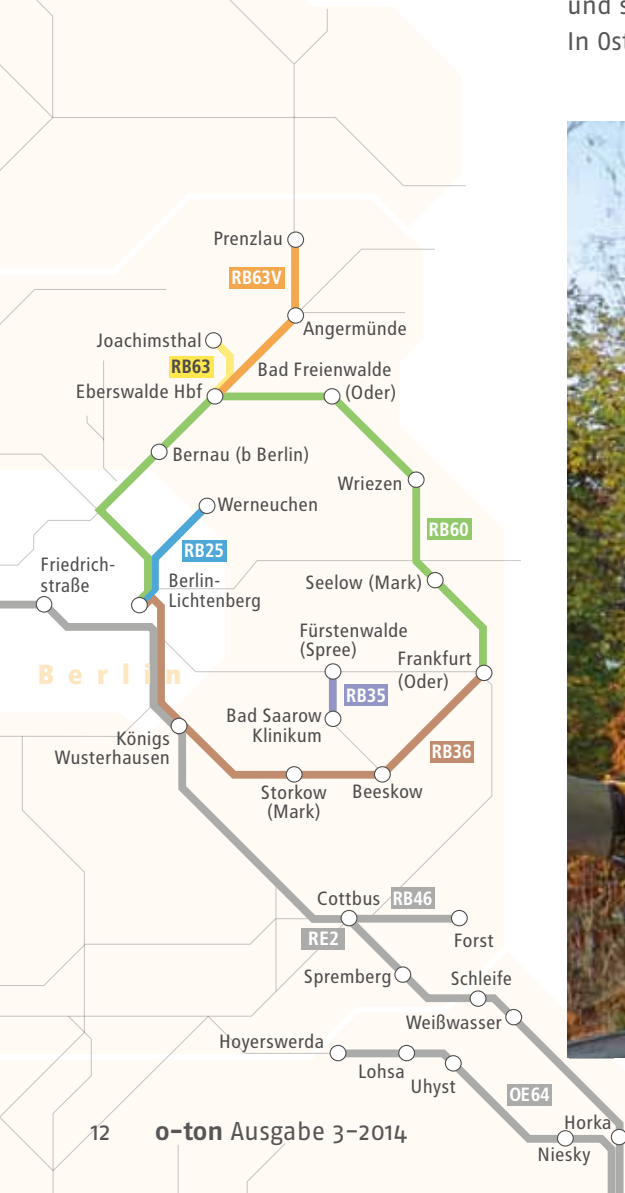 und s
In Ost
Prenzlau
RB63V
Angermünde
Joachimsthal
RB63
Bad Freienwalde
(Oder)
Eberswalde Hbf
Bernau (b Berlin)
Wriezen
Werneuchen
RB60
RB25
Friedrich-
straße
Berlin-
Lichtenberg
Seelow (Mark)
Fürstenwalde
(Spree)
Frankfurt
(Oder)
Berlin
RB35
Bad Saarow
Klinikum
Königs
Wusterhausen
RB36
Storkow
(Mark)
Beeskow
Cottbus
RB46
RE2
Forst
Spremberg
Schleife
Weißwasser
Hoyerswerda
Lohsa
Uhyst
OE64
Horka
Niesky
12 o-ton Ausgabe 3-2014